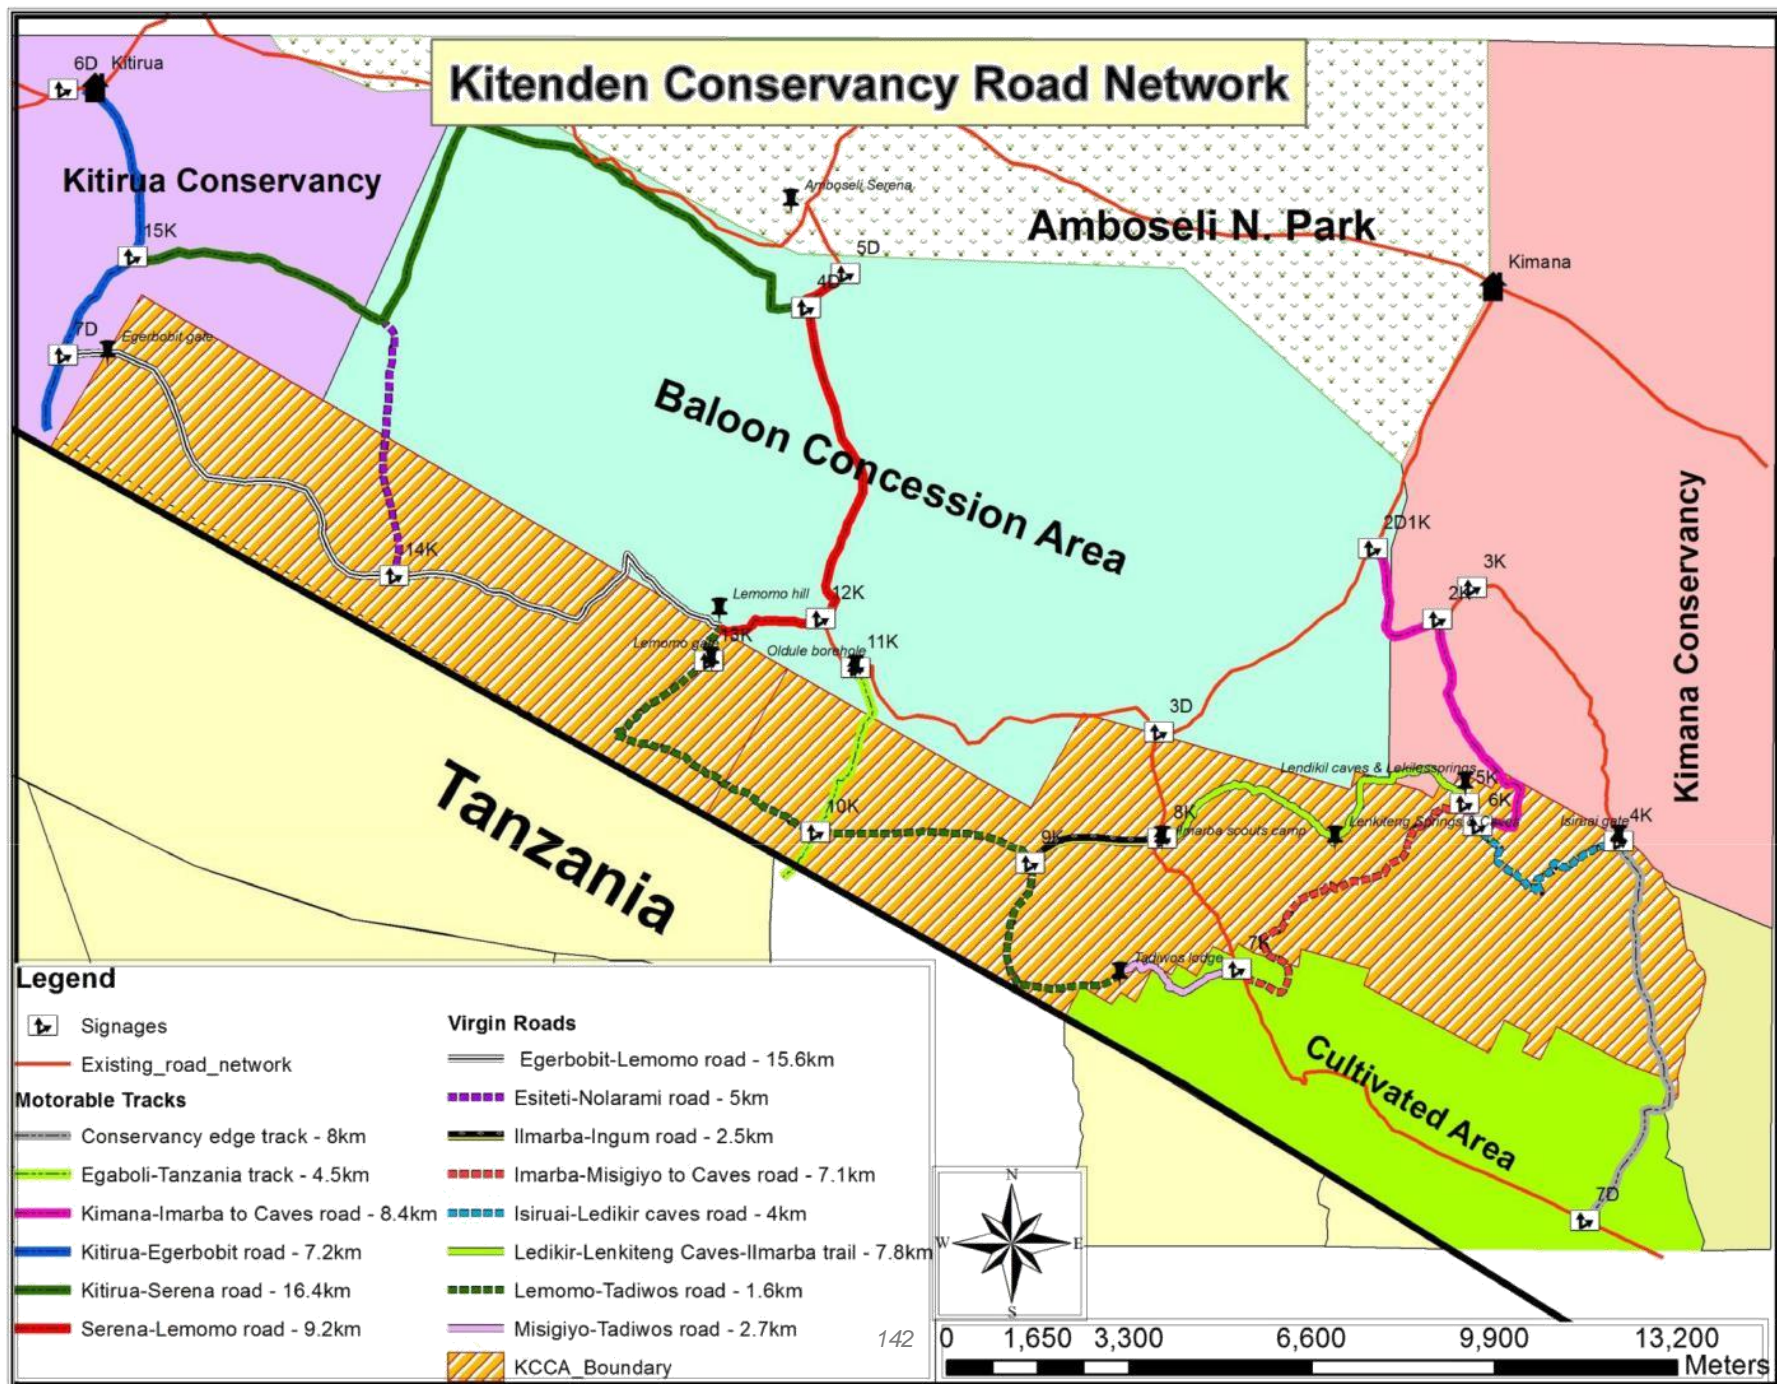 Kitenden Conservancy Road Network
6D
Kitirua
Kitirua Conservancy
Amboseli Serena
Amboseli N. Park
15K
5D
4D
Kimana
7D
Egerbobit gate
Baloon Concession Area
Kimana Conservancy
2D1K
3K
2K
14K
Lemomo hill
12K
13K
Lemomo gate
Oldule borehole
11K
3D
Lendikil caves & Lekilessprings
5K
6K
Tanzania
10K
9K
8K
Ilmarba scouts camp
Lenkiteng Springs & Caves
Isiruai gate
4K
7K
Tadiwos lodge
Cultivated Area
7D
Legend
Signages
Existing_road_network
Motorable Tracks
Conservancy edge track - 8km
Egaboli-Tanzania track - 4.5km
Kimana-Imarba to Caves road - 8.4km
Kitirua-Egerbobit road - 7.2km
Kitirua-Serena road - 16.4km
Serena-Lemomo road - 9.2km
Virgin Roads
Egerbobit-Lemomo road - 15.6km
Esiteti-Nolarami road - 5km
Ilmarba-Ingum road - 2.5km
Imarba-Misigiyo to Caves road - 7.1km
Isiruai-Ledikir caves road - 4km
Ledikir-Lenkiteng Caves-Ilmarba trail - 7.8km
Lemomo-Tadiwos road - 1.6km
Misigiyo-Tadiwos road - 2.7km
KCCA_Boundary
142
N
W E
S
0 1,650 3,300 6,600 9,900 13,200
Meters